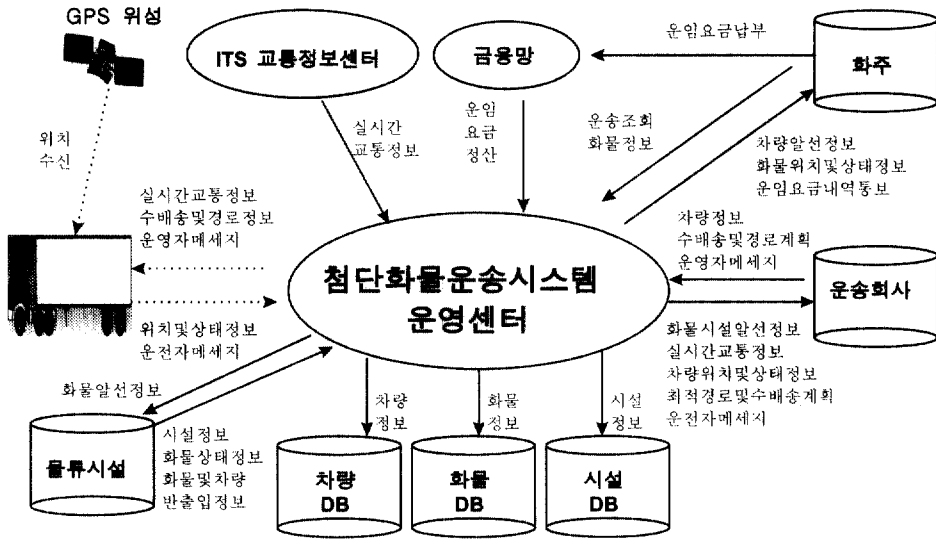 GPS 위성
ITS 교통정보센터
금융망
운임요금납부
화주
위치
수신
실시간
교통정보
운임
요금
정산
운송조회
화물정보
차량알선정보
화물위치및상태정보
운임요금내역통보
실시간교통정보
수배송및경로정보
운영자메세지
첨단화물운송시스템
운영센터
차량정보
수배송및경로계획
운영자메세지
운송회사
위치및상태정보
운전자메세지
화물시설알선정보
실시간교통정보
차량위치및상태정보
최적경로및수배송계획
운전자메세지
화물알선정보
물류시설
시설정보
화물상태정보
화물및차량
반출입정보
차량
정보
화물
정보
시설
정보
차량
DB
화물
DB
시설
DB